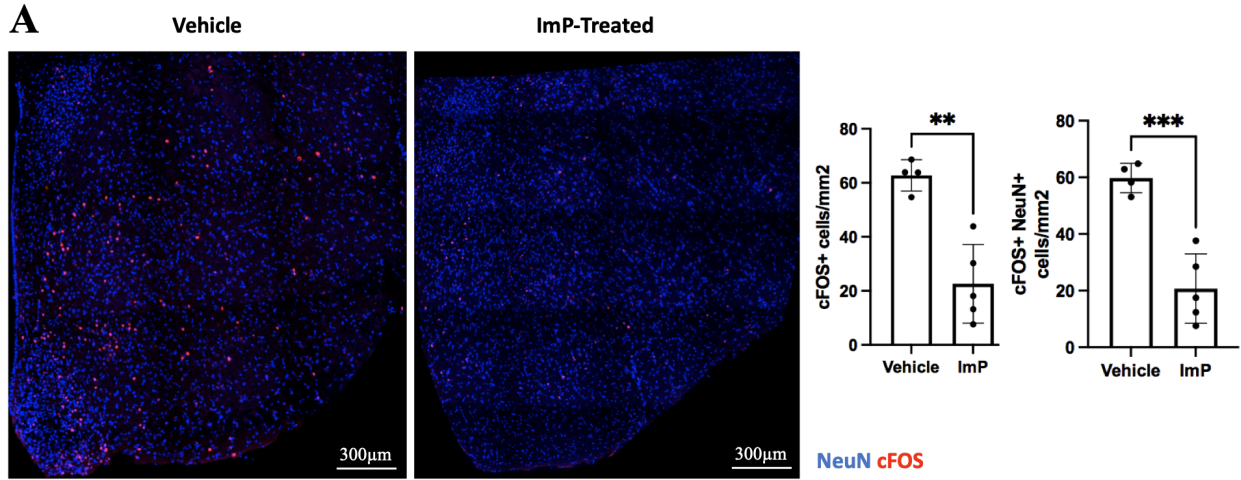 A
Vehicle
ImP-Treated
300µm
300µm
cFOS+ cells/mm2
80
60
40
20
0
**
Vehicle
ImP
cFOS+ NeuN+
cells/mm2
80
60
40
20
0
***
Vehicle
ImP
NeuN cFOS